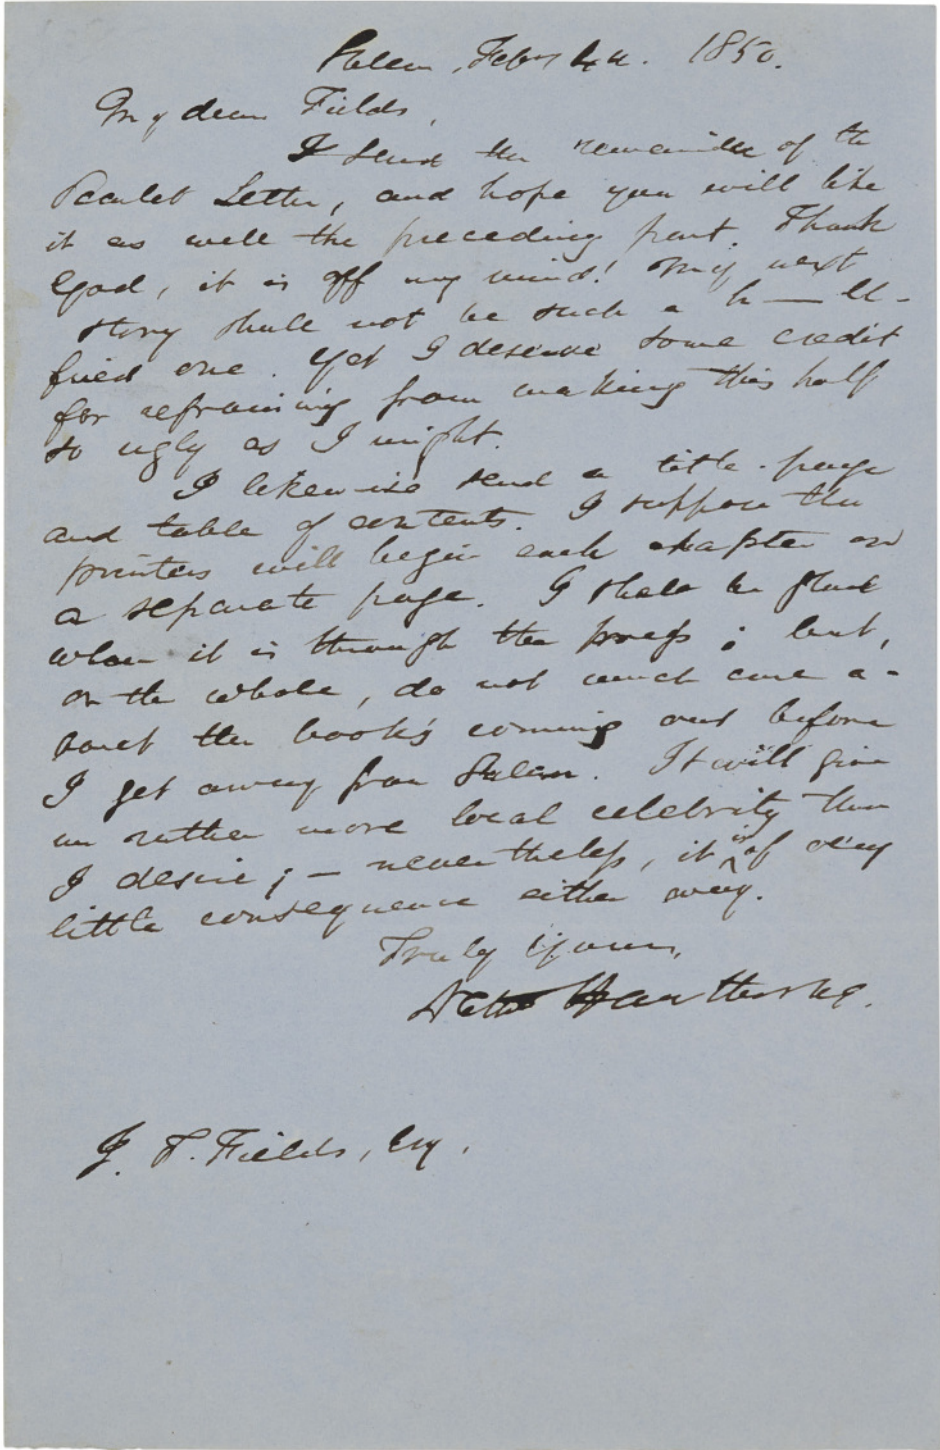 Salem, Feby 4th. 1850.
My dear Fields,
I send the remainder of the
Scarlet Letter, and hope you will like
it as well the preceding part. Thank
God, it is off my mind! My next
story shall not be such a h—ll-
fired one. Yet I deserve some credit
for refraining from making this half
so ugly as I might.
I likewise send a title-page
and table of contents. I suppose the
printers will begin each chapter on
a separate page. I shall be glad
when it is through the press; but,
on the whole, do not much care a-
bout the book's coming out before
I get away from Salem. It will give
me rather more local celebrity than
I desire;— nevertheless, it is of very
little consequence either way.
Truly Yours,
Nath Hawthorne.
J. T. Fields, Esq.